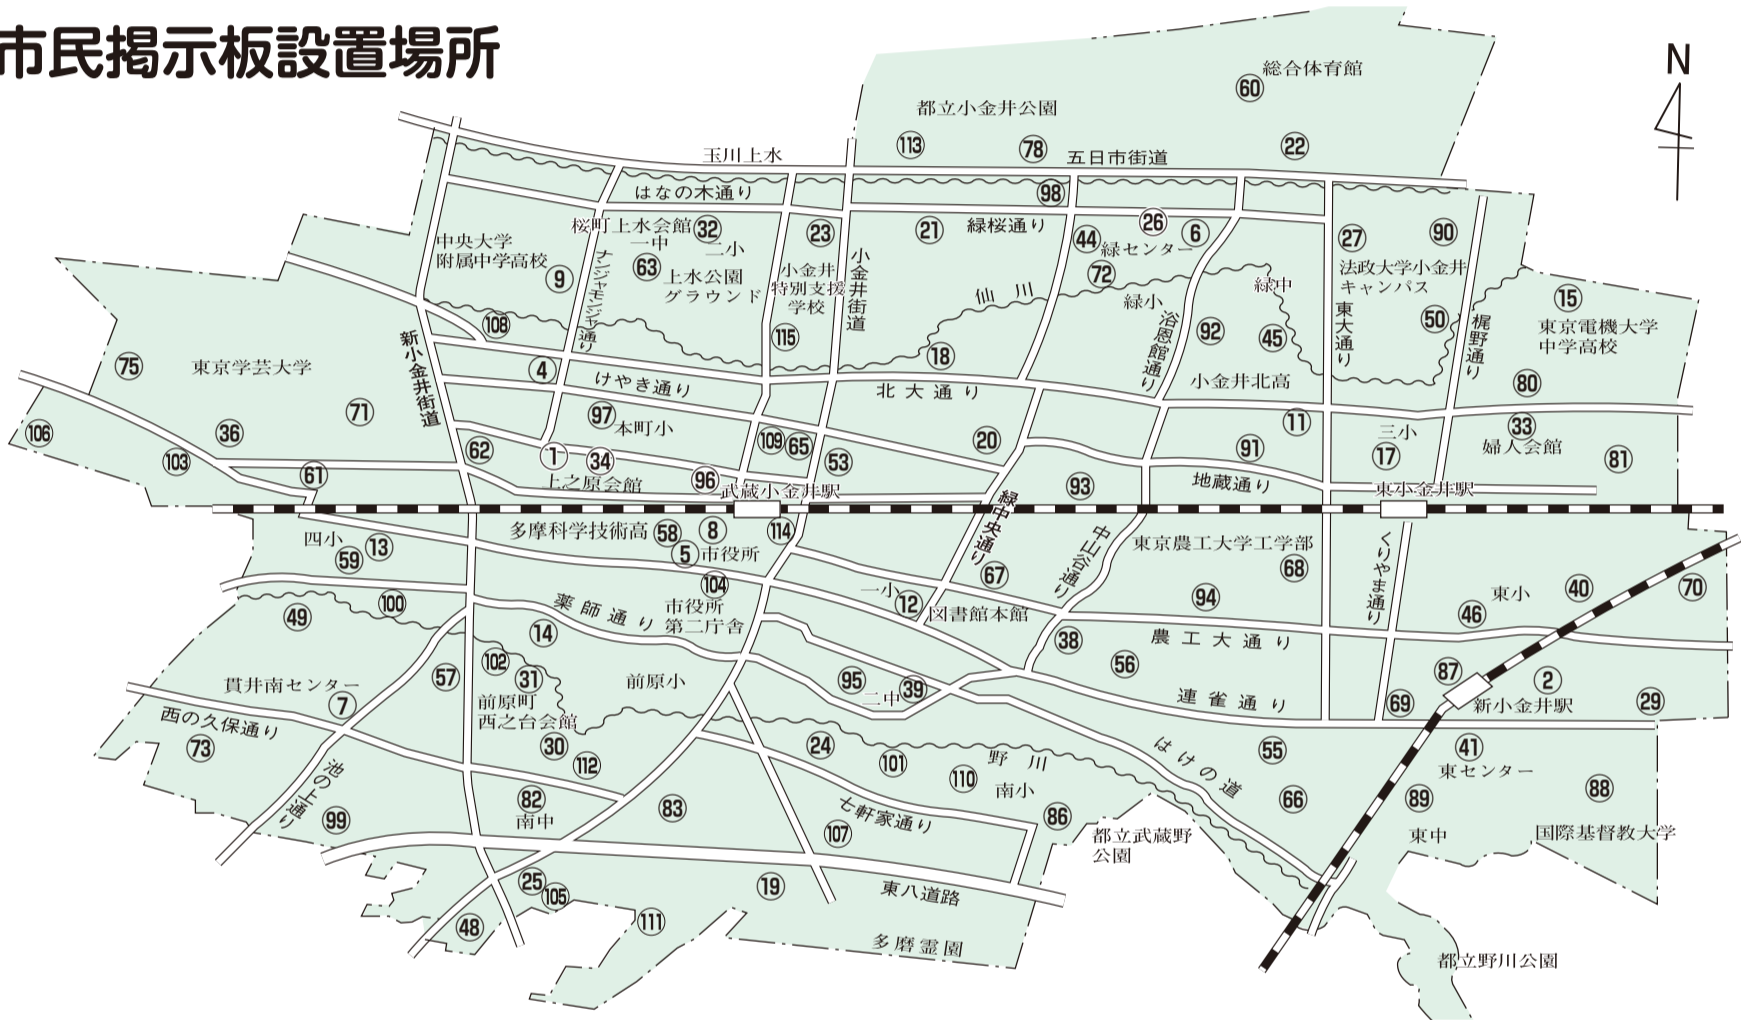 市民掲示板設置場所
N
総合体育館
60
都立小金井公園
113
78
22
玉川上水
五日市街道
はなの木通り
98
桜町上水会館
32
23
21
緑桜通り
26
6
44
緑センター
72
27
90
中央大学
附属中学高校
9
一中
二小
63
上水公園
グラウンド
ナンジャモンジャ通り
小金井
特別支援
学校
小金井街道
仙川
緑小
緑中
法政大学小金井
キャンパス
50
15
東京電機大学
中学高校
108
新小金井街道
115
18
浴恩館通り
92
45
東大通り
梶野通り
75
東京学芸大学
4
けやき通り
北大通り
小金井北高
80
71
97
本町小
11
33
婦人会館
106
36
103
61
62
1
34
上之原会館
96
109
65
53
20
93
91
地蔵通り
三小
17
81
武蔵小金井駅
東小金井駅
四小
59
13
多摩科学技術高
58
8
5
市役所
114
緑中央通り
中山谷通り
東京農工大学工学部
68
くりやま通り
104
67
一小
12
図書館本館
94
東小
46
40
70
49
100
薬師通り
市役所
第二庁舎
14
38
56
農工大通り
102
31
57
貫井南センター
7
前原町
西之台会館
前原小
95
二中
39
連雀通り
69
87
2
新小金井駅
29
西の久保通り
73
30
112
24
101
野川
110
南小
はけの道
55
41
東センター
池の上通り
99
82
南中
83
107
七軒家通り
86
66
89
88
都立武蔵野
公園
東中
国際基督教大学
25
105
48
111
19
東八道路
多磨霊園
都立野川公園